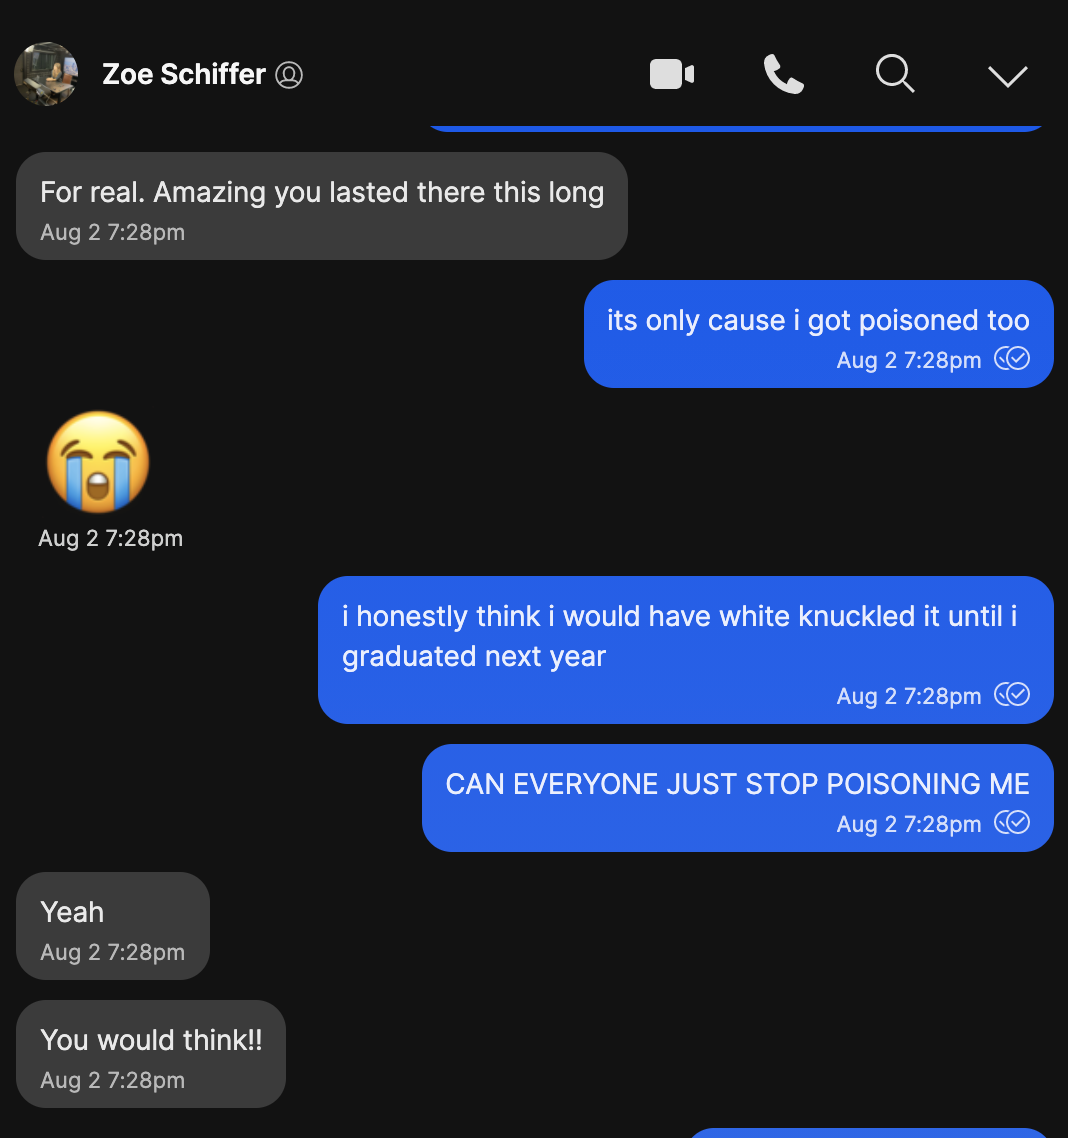 Zoe Schiffer
For real. Amazing you lasted there this long
Aug 2 7:28pm
its only cause i got poisoned too
Aug 2 7:28pm
Aug 2 7:28pm
i honestly think i would have white knuckled it until i
graduated next year
Aug 2 7:28pm
CAN EVERYONE JUST STOP POISONING ME
Aug 2 7:28pm
Yeah
Aug 2 7:28pm
You would think!!
Aug 2 7:28pm